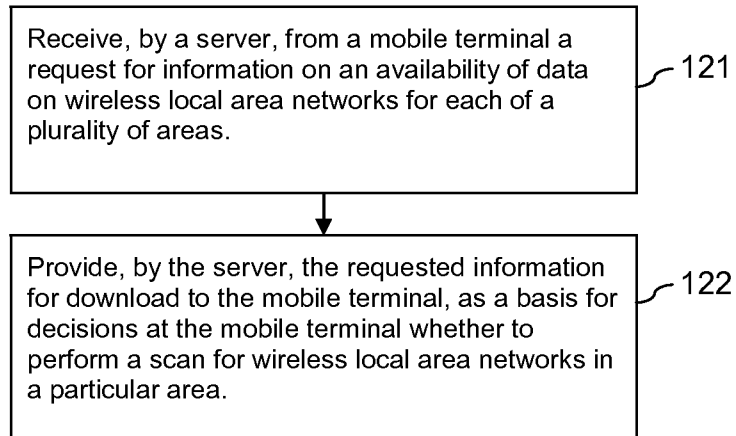 Receive, by a server, from a mobile terminal a
request for information on an availability of data
on wireless local area networks for each of a
plurality of areas.
121
Provide, by the server, the requested information
for download to the mobile terminal, as a basis for
decisions at the mobile terminal whether to
perform a scan for wireless local area networks in
a particular area.
122